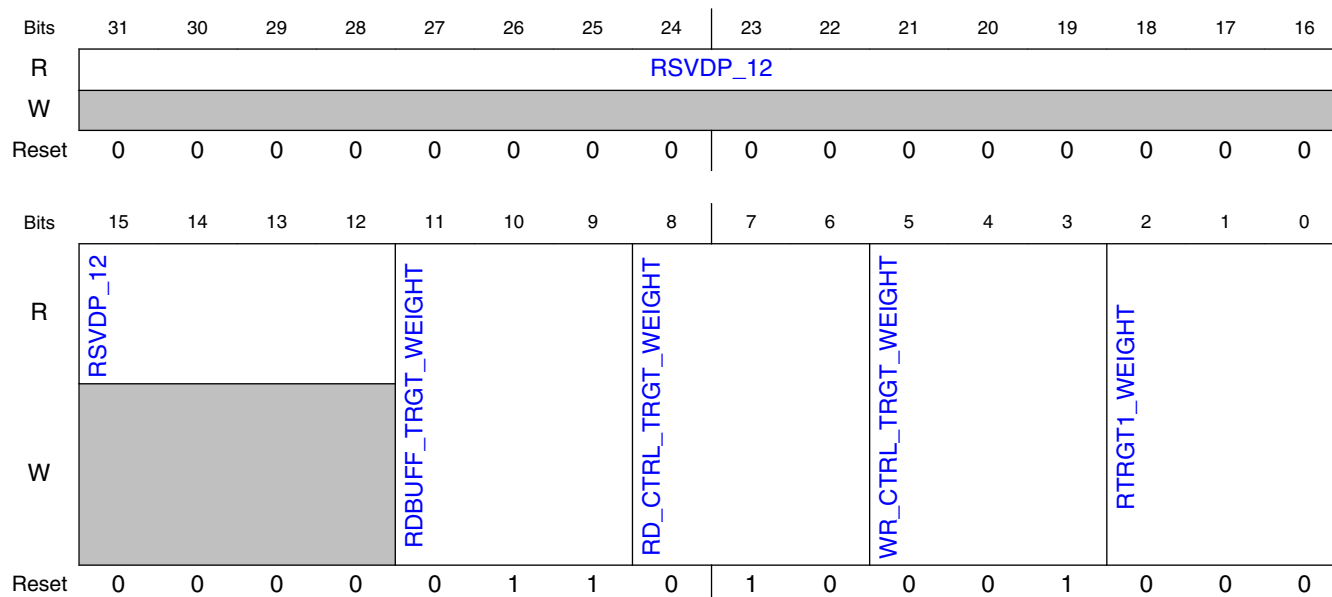 Bits 31 30 29 28 27 26 25 24 23 22 21 20 19 18 17 16
R RSVDP_12
W
Reset 0 0 0 0 0 0 0 0 0 0 0 0 0 0 0 0
Bits 15 14 13 12 11 10 9 8 7 6 5 4 3 2 1 0
R
W
RSVDP_12
RDBUFF_TRGT_WEIGHT
RD_CTRL_TRGT_WEIGHT
WR_CTRL_TRGT_WEIGHT
RTRGT1_WEIGHT
Reset 0 0 0 0 0 1 1 0 1 0 0 0 1 0 0 0